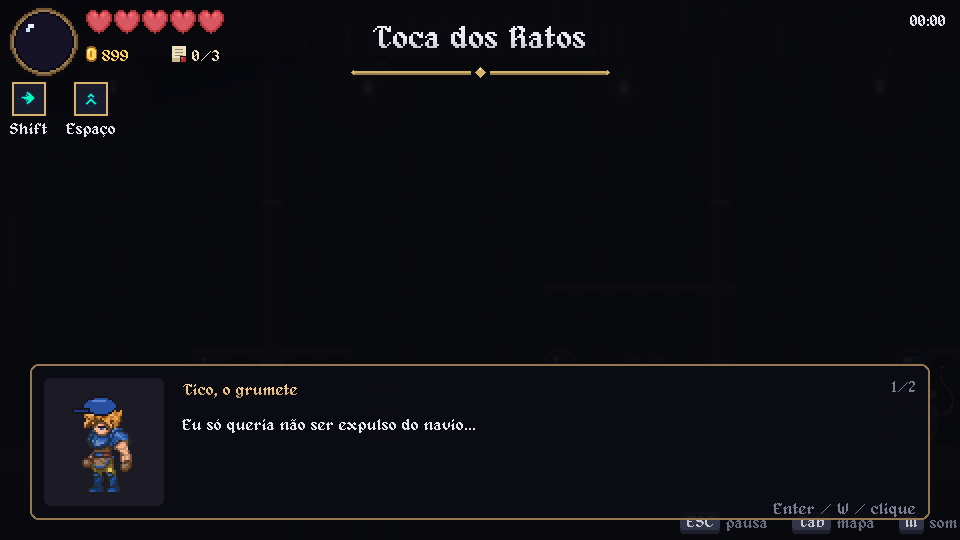 Toca dos Ratos
00:00
899
0/3
Shift
Espaço
Tico, o grumete
1/2
Eu só queria não ser expulso do navio...
Enter / W / clique
ESC pausa Tab mapa M som